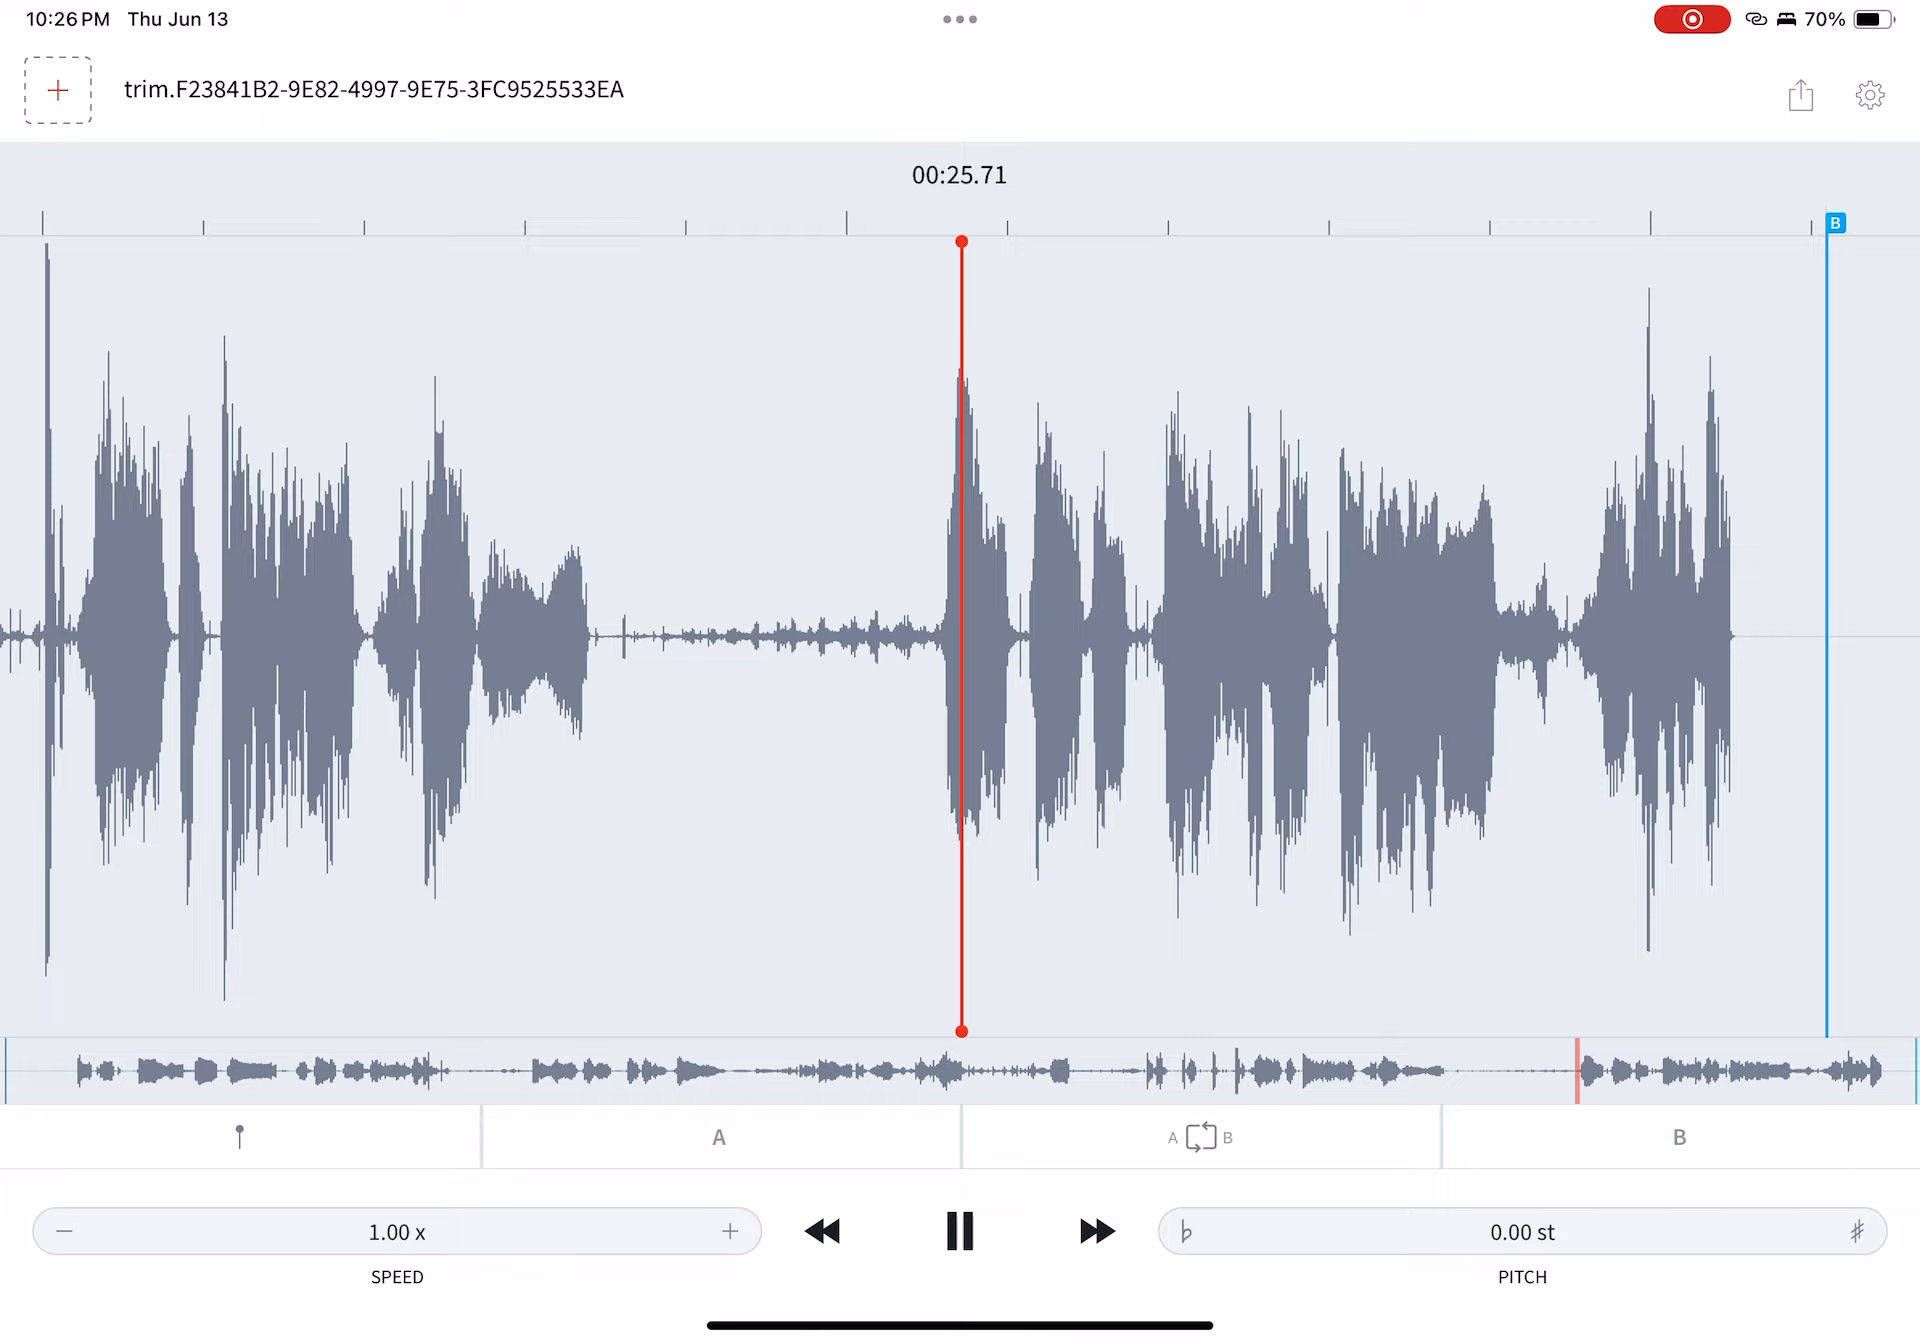 10:26 PM Thu Jun 13
70%
trim.F23841B2-9E82-4997-9E75-3FC9525533EA
00:25.71
B
A
A B
B
1.00 x
0.00 st
SPEED
PITCH